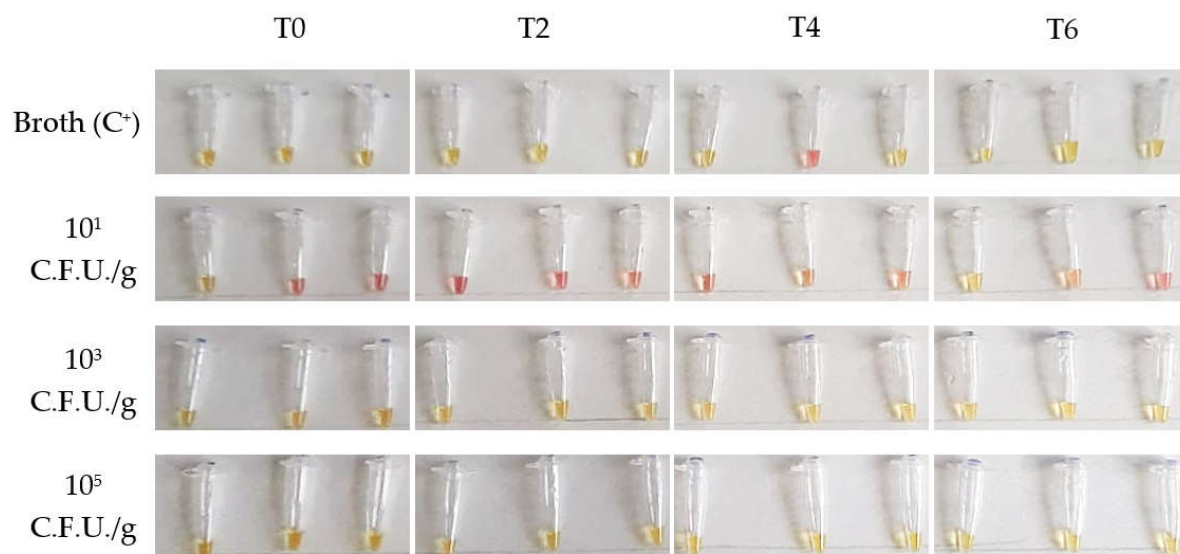 T0 T2 T4 T6
Broth (C⁺)
10¹
C.F.U./g
10³
C.F.U./g
10⁵
C.F.U./g